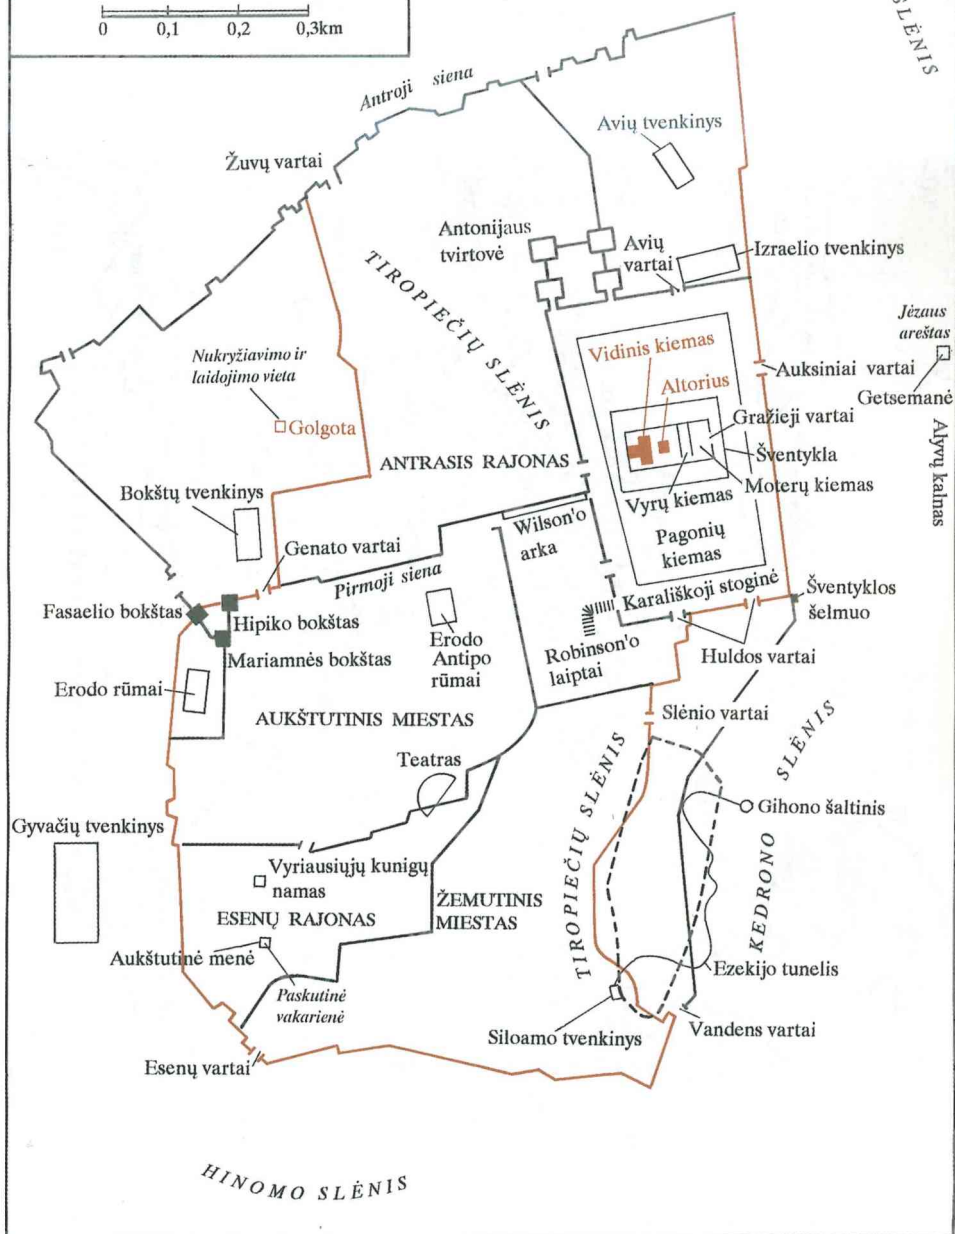 0 0,1 0,2 0,3km
SLĖNIS
Antroji siena
Avių tvenkinys
Žuvų vartai
Antonijaus
tvirtovė
Avių
vartai
Izraelio tvenkinys
TIROPIEČIŲ SLĖNIS
Jėzaus
areštas
Nukryžiavimo ir
laidojimo vieta
Vidinis kiemas
Auksiniai vartai
Getsemanė
Altorius
Golgota
Gražieji vartai
Alyvų kalnas
Šventykla
ANTRASIS RAJONAS
Moterų kiemas
Bokštų tvenkinys
Vyrų kiemas
Wilson'o
arka
Pagonių
kiemas
Genato vartai
Pirmoji siena
Karališkoji stoginė
Šventyklos
šelmuo
Fasaelio bokštas
Hipiko bokštas
Mariamnės bokštas
Erodo
Antipo
rūmai
Robinson'o
laiptai
Huldos vartai
Erodo rūmai
AUKŠTUTINIS MIESTAS
Slėnio vartai
Teatras
TIROPIEČIŲ SLĖNIS
KEDRONO SLĖNIS
Gihono šaltinis
Gyvačių tvenkinys
Vyriausiųjų kunigų
namas
ŽEMUTINIS
MIESTAS
ESENŲ RAJONAS
Aukštutinė menė
Ezekijo tunelis
Paskutinė
vakarienė
Siloamo tvenkinys
Vandens vartai
Esenų vartai
HINOMO SLĖNIS